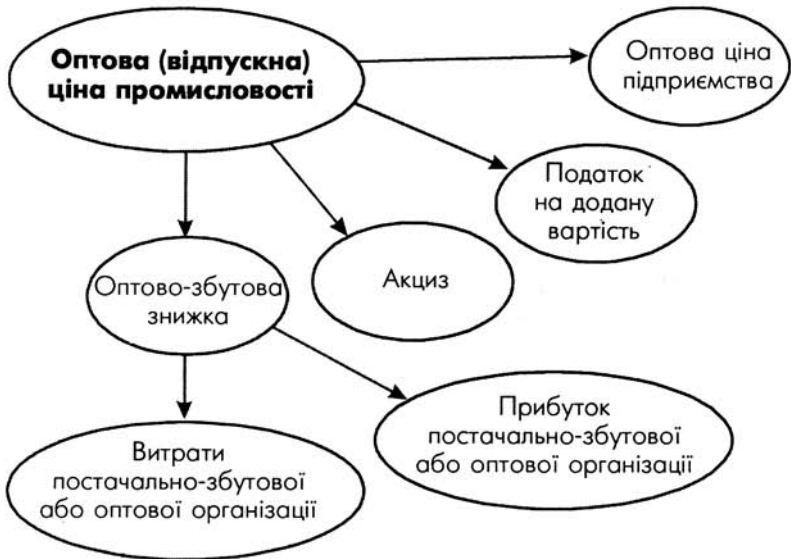 Оптова (відпускна)
ціна промисловості
Оптова ціна
підприємства
Податок
на додану
вартість
Акциз
Оптово-збутова
знижка
Прибуток
постачально-збутової
або оптової організації
Витрати
постачально-збутової
або оптової організації